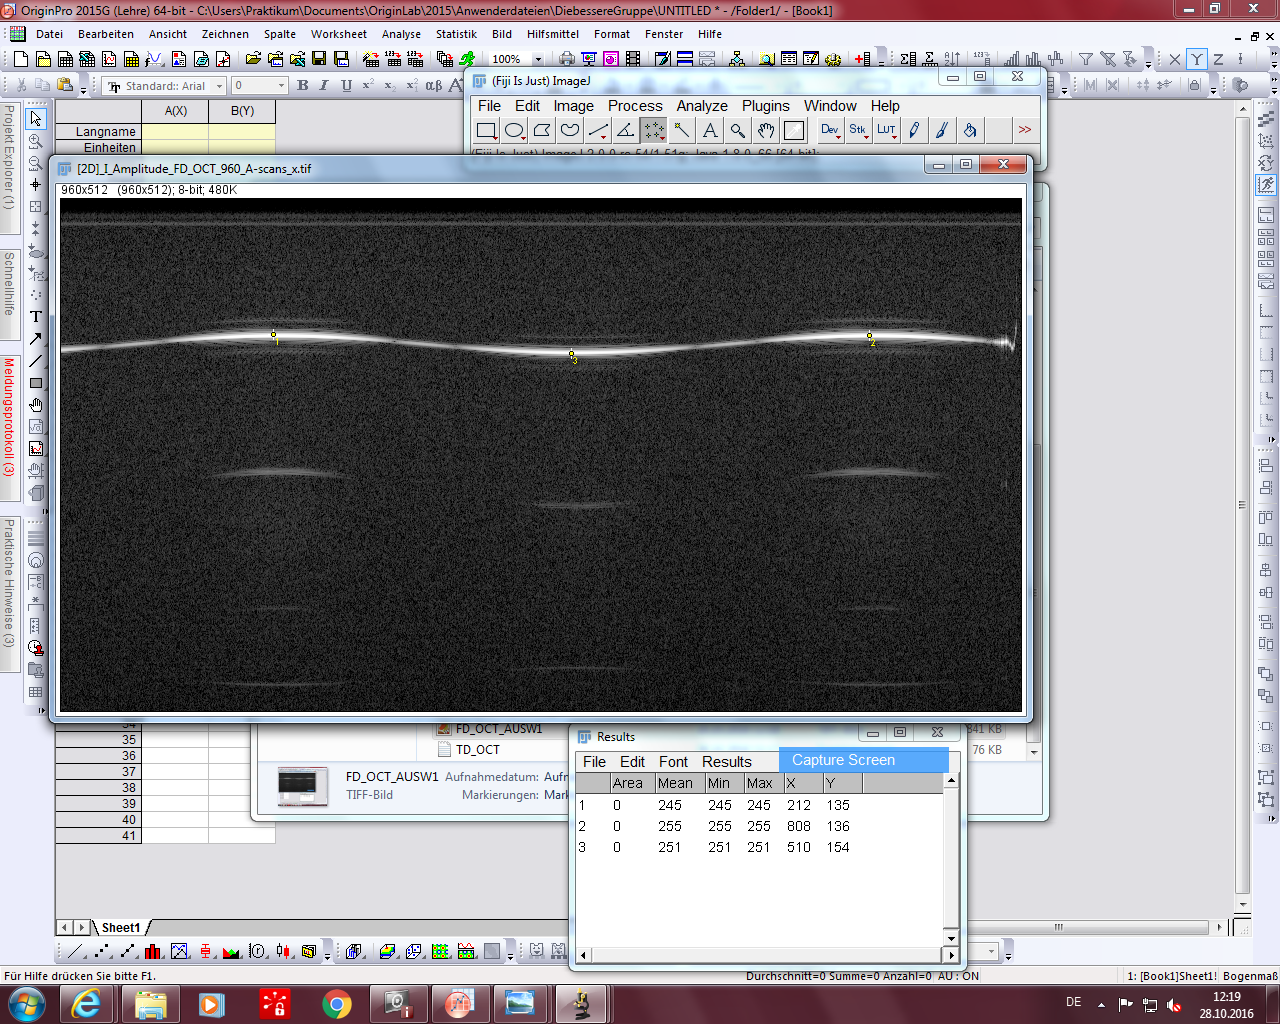 OriginPro 2015G (Lehre) 64-bit - C:\Users\Praktikum\Documents\OriginLab\2015\Anwenderdateien\DiebessereGruppe\UNTITLED * - /Folder1/ - [Book1]
Datei Bearbeiten Ansicht Zeichnen Spalte Worksheet Analyse Statistik Bild Hilfsmittel Format Fenster Hilfe
100%
Standard:: Arial 0 B I U
(Fiji Is Just) ImageJ
File Edit Image Process Analyze Plugins Window Help
Dev Stk LUT >>
A(X) B(Y)
Langname
Einheiten
Projekt Explorer (1)
Schnellhilfe
Meldungsprotokoll (3)
Praktische Hinweise (3)
[2D]_I_Amplitude_FD_OCT_960_A-scans_x.tif
960x512 (960x512); 8-bit; 480K
1
2
3
35
36
37
38
39
40
41
FD_OCT_AUSW1 841 KB
TD_OCT 76 KB
FD_OCT_AUSW1 Aufnahmedatum: Aufn
TIFF-Bild Markierungen: Mark
Results
File Edit Font Results
Capture Screen
Area Mean Min Max X Y
1 0 245 245 245 212 135
2 0 255 255 255 808 136
3 0 251 251 251 510 154
Sheet1
Für Hilfe drücken Sie bitte F1.
Durchschnitt=0 Summe=0 Anzahl=0 AU : ON
1: [Book1]Sheet1! Bogenmaß
DE
12:19
28.10.2016